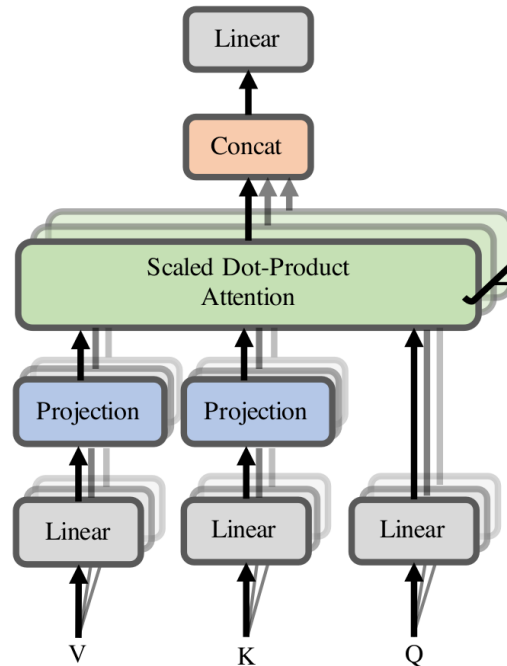 Linear
Concat
Scaled Dot-Product
Attention
Projection
Projection
Linear
Linear
Linear
V
K
Q